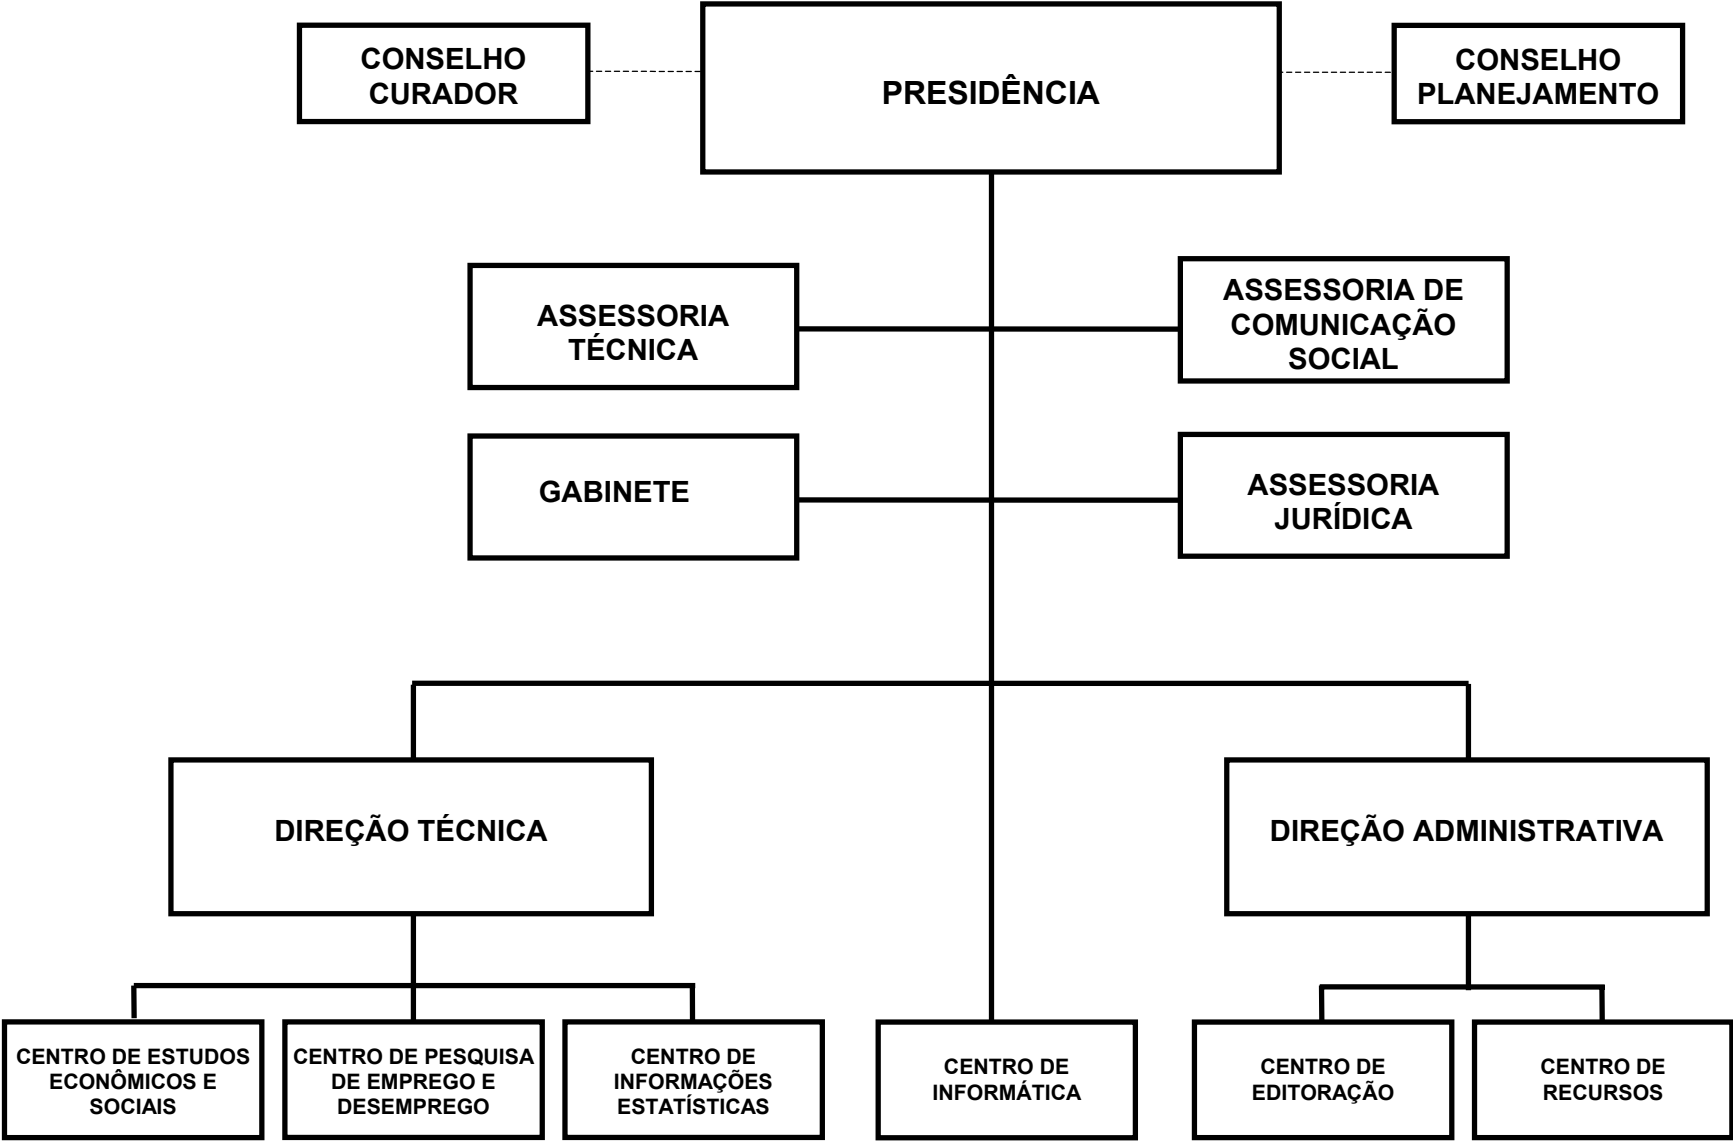 CONSELHO
CURADOR
PRESIDÊNCIA
CONSELHO
PLANEJAMENTO
ASSESSORIA
TÉCNICA
ASSESSORIA DE
COMUNICAÇÃO
SOCIAL
GABINETE
ASSESSORIA
JURÍDICA
DIREÇÃO TÉCNICA
DIREÇÃO ADMINISTRATIVA
CENTRO DE ESTUDOS
ECONÔMICOS E
SOCIAIS
CENTRO DE PESQUISA
DE EMPREGO E
DESEMPREGO
CENTRO DE
INFORMAÇÕES
ESTATÍSTICAS
CENTRO DE
INFORMÁTICA
CENTRO DE
EDITORAÇÃO
CENTRO DE
RECURSOS